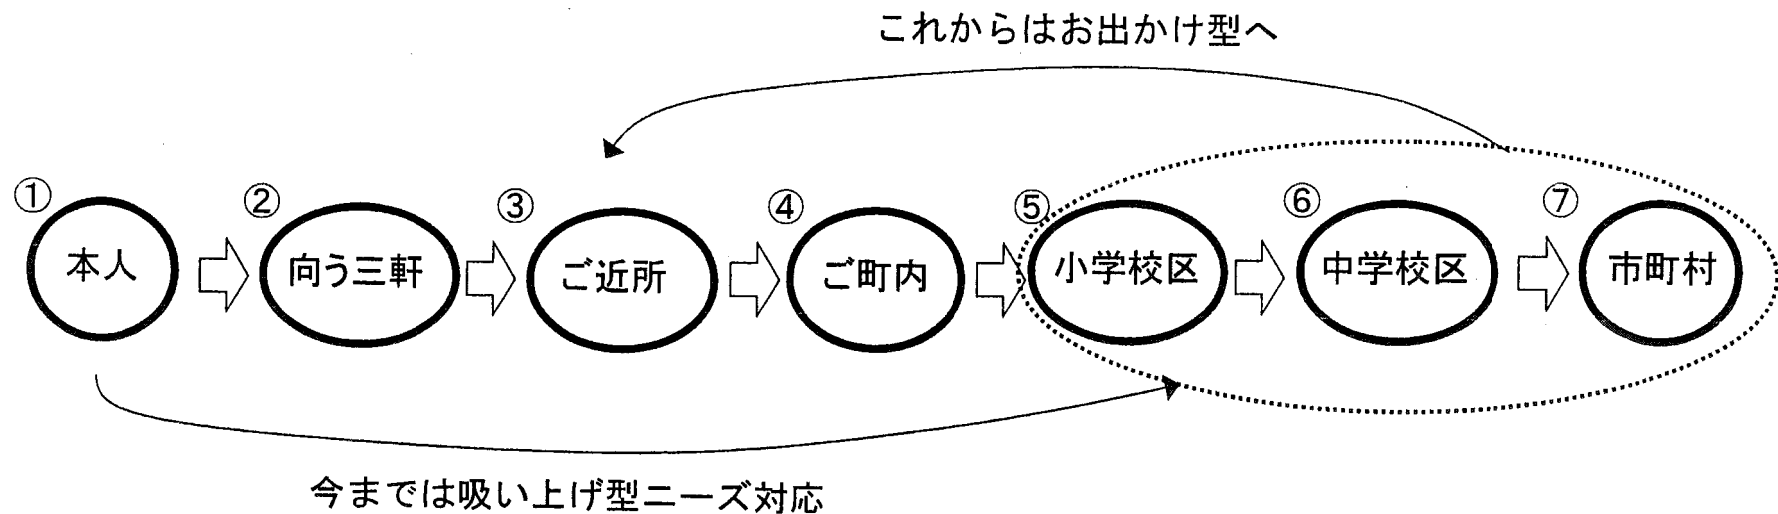 これからはお出かけ型へ
① 本人
② 向う三軒
③ ご近所
④ ご町内
⑤ 小学校区
⑥ 中学校区
⑦ 市町村
今までは吸い上げ型ニーズ対応